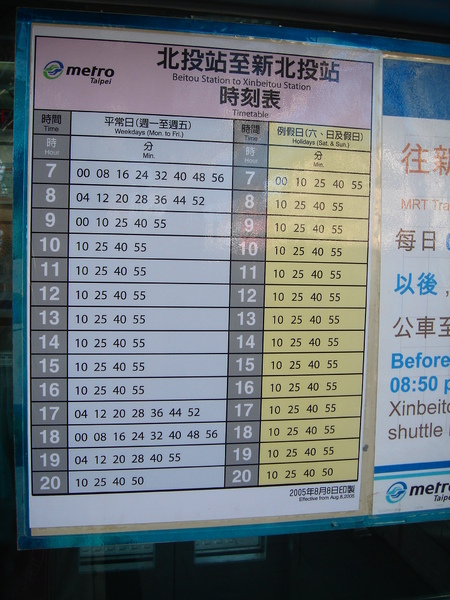 metro
Taipei
北投站至新北投站
Beitou Station to Xinbeitou Station
時刻表
Timetable
時間 Time 平常日(週一至週五) Weekdays (Mon. to Fri.) 時間 Time 例假日(六、日及假日) Holidays (Sat. & Sun.)
時 Hour 分 Min. 時 Hour 分 Min.
7 00 08 16 24 32 40 48 56 7 00 10 25 40 55
8 04 12 20 28 36 44 52 8 10 25 40 55
9 00 10 25 40 55 9 10 25 40 55
10 10 25 40 55 10 10 25 40 55
11 10 25 40 55 11 10 25 40 55
12 10 25 40 55 12 10 25 40 55
13 10 25 40 55 13 10 25 40 55
14 10 25 40 55 14 10 25 40 55
15 10 25 40 55 15 10 25 40 55
16 10 25 40 55 16 10 25 40 55
17 04 12 20 28 36 44 52 17 10 25 40 55
18 00 08 16 24 32 40 48 56 18 10 25 40 55
19 04 12 20 28 40 55 19 10 25 40 55
20 10 25 40 50 20 10 25 40 50
2005年8月8日印製
Effective from Aug 8,2005
往新
MRT Tra
每日
以後，
公車至
Before
08:50 p
Xinbeito
shuttle
metro
Taipei